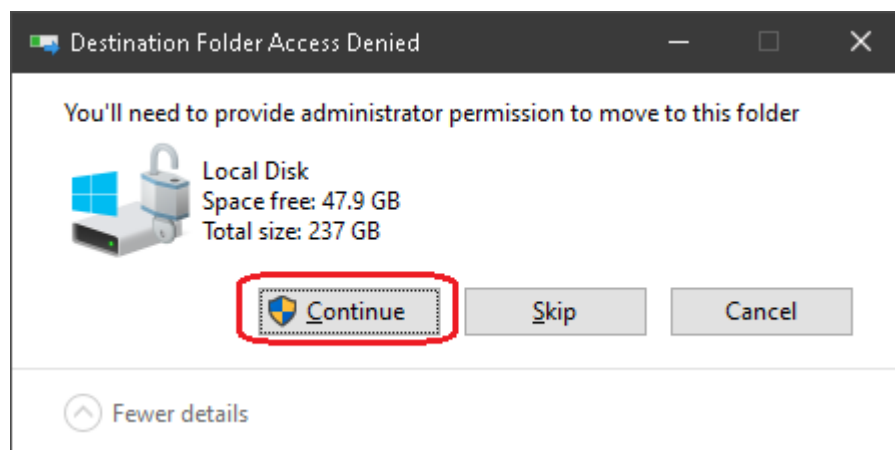 Destination Folder Access Denied
You'll need to provide administrator permission to move to this folder
Local Disk
Space free: 47.9 GB
Total size: 237 GB
Continue
Skip
Cancel
Fewer details